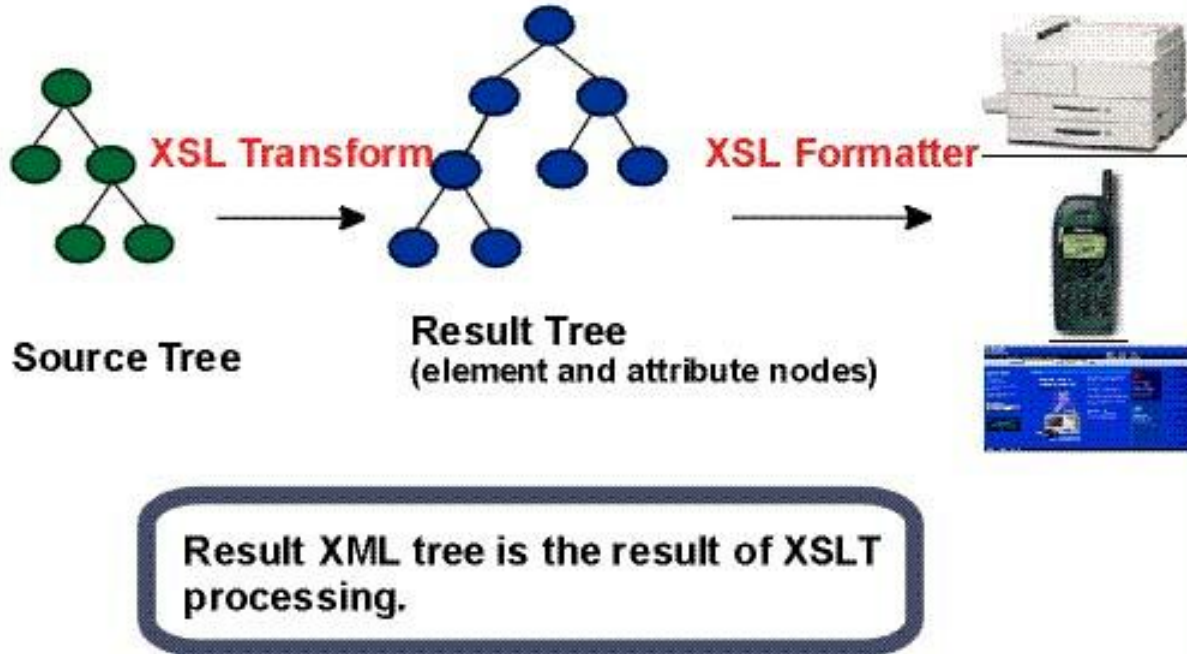 XSL Transform
XSL Formatter
Source Tree
Result Tree
(element and attribute nodes)
Result XML tree is the result of XSLT
processing.